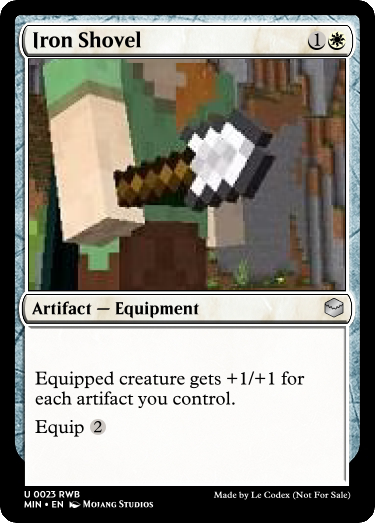 Iron Shovel 1
Artifact — Equipment
Equipped creature gets +1/+1 for
each artifact you control.
Equip 2
U 0023 RWB
MIN • EN Mojang Studios
Made by Le Codex (Not For Sale)